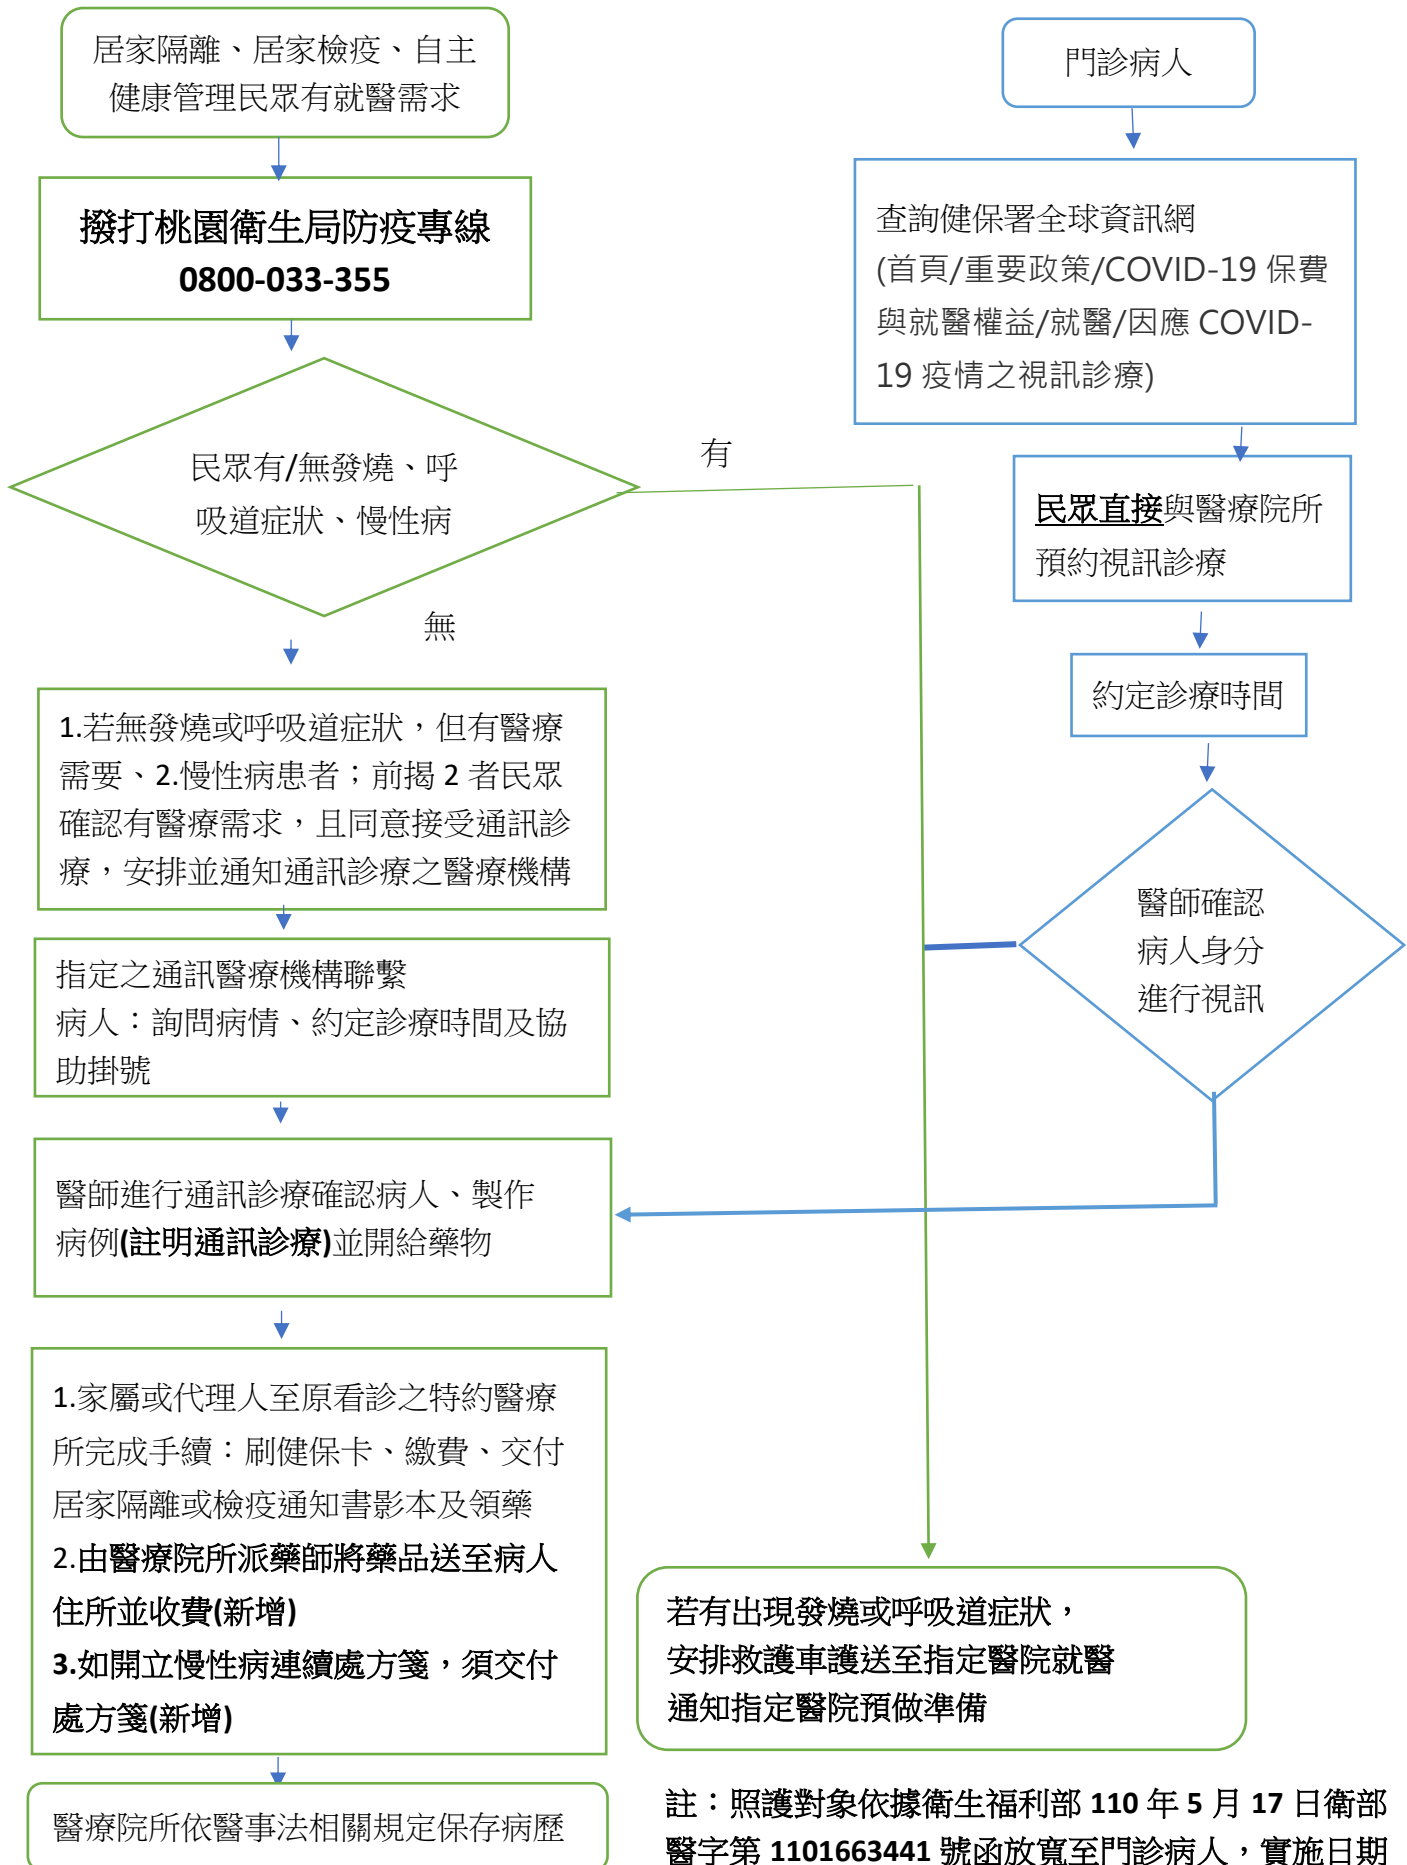 居家隔離、居家檢疫、自主
健康管理民眾有就醫需求
撥打桃園衛生局防疫專線
0800-033-355
民眾有/無發燒、呼
吸道症狀、慢性病
有
無
1.若無發燒或呼吸道症狀，但有醫療
需要、2.慢性病患者；前揭 2 者民眾
確認有醫療需求，且同意接受通訊診
療，安排並通知通訊診療之醫療機構
指定之通訊醫療機構聯繫
病人：詢問病情、約定診療時間及協
助掛號
醫師進行通訊診療確認病人、製作
病例(註明通訊診療)並開給藥物
1.家屬或代理人至原看診之特約醫療
所完成手續：刷健保卡、繳費、交付
居家隔離或檢疫通知書影本及領藥
2.由醫療院所派藥師將藥品送至病人
住所並收費(新增)
3.如開立慢性病連續處方箋，須交付
處方箋(新增)
醫療院所依醫事法相關規定保存病歷
門診病人
查詢健保署全球資訊網
(首頁/重要政策/COVID-19 保費
與就醫權益/就醫/因應 COVID-
19 疫情之視訊診療)
民眾直接與醫療院所
預約視訊診療
約定診療時間
醫師確認
病人身分
進行視訊
若有出現發燒或呼吸道症狀，
安排救護車護送至指定醫院就醫
通知指定醫院預做準備
註：照護對象依據衛生福利部 110 年 5 月 17 日衛部
醫字第 1101663441 號函放寬至門診病人，實施日期